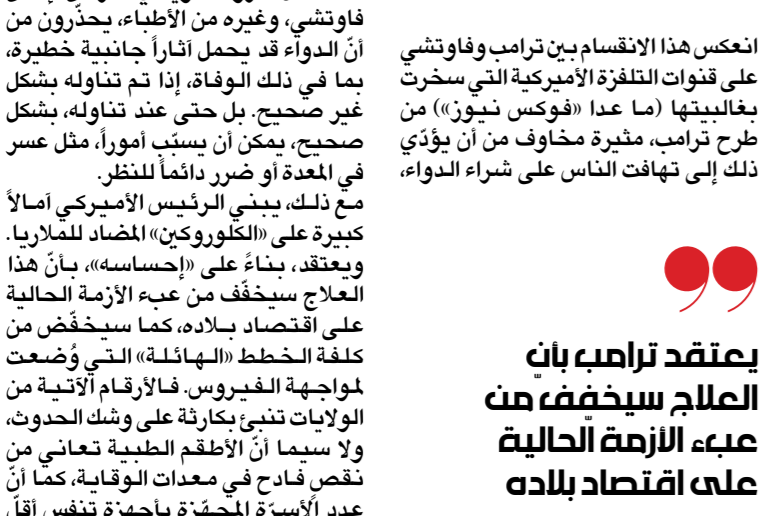 انعكس هذا الانقسام بين ترامب وفاوتشي
على قنوات التلفزة الأميركية التي سخرت
بغالبيتها (ما عدا «فوكس نيوز») من
طرح ترامب، مثيرة مخاوف من أن يؤدّي
ذلك إلى تهافت الناس على شراء الدواء،
يعتقد ترامب بأن
العلاج سيخفّف من
عبء الأزمة الحالية
على اقتصاد بلاده
فاوتشي، وغيره من الأطباء، يحذّرون من
أنّ الدواء قد يحمل آثاراً جانبية خطيرة،
بما في ذلك الوفاة، إذا تم تناوله بشكل
غير صحيح. بل حتى عند تناوله، بشكل
صحيح، يمكن أن يسبّب أموراً، مثل عسر
في المعدة أو ضرر دائماً للنظر.
مع ذلك، يبني الرئيس الأميركي آمالاً
كبيرة على «الكلوروكين» المضاد للملاريا.
ويعتقد، بناءً على «إحساسه»، بأنّ هذا
العلاج سيخفّف من عبء الأزمة الحالية
على اقتصاد بلاده، كما سيخفّض من
كلفة الخطط «الهائلة» التي وُضعت
لمواجهة الفيروس. فالأرقام الآتية من
الولايات تنبئ بكارثة على وشك الحدوث،
ولا سيما أنّ الأطقم الطبية تعاني من
نقص فادح في معدات الوقاية، كما أنّ
عدد الأسرّة المجهّزة بأجهزة تنفس أقلّ